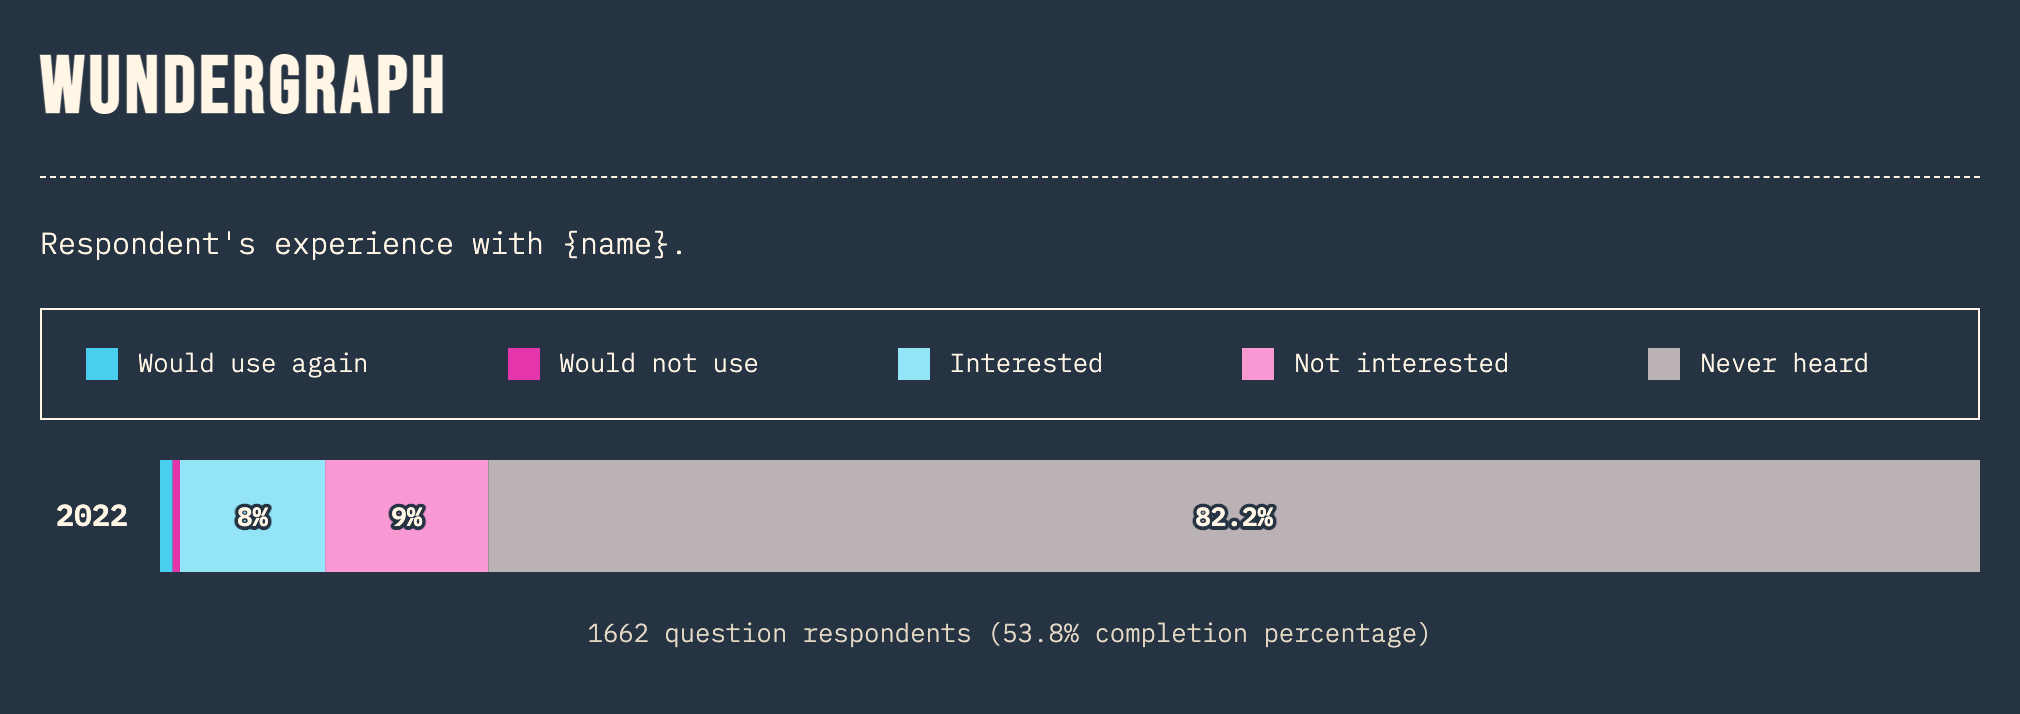 WUNDERGRAPH
Respondent's experience with {name}.
Would use again Would not use Interested Not interested Never heard
2022 8% 9% 82.2%
1662 question respondents (53.8% completion percentage)